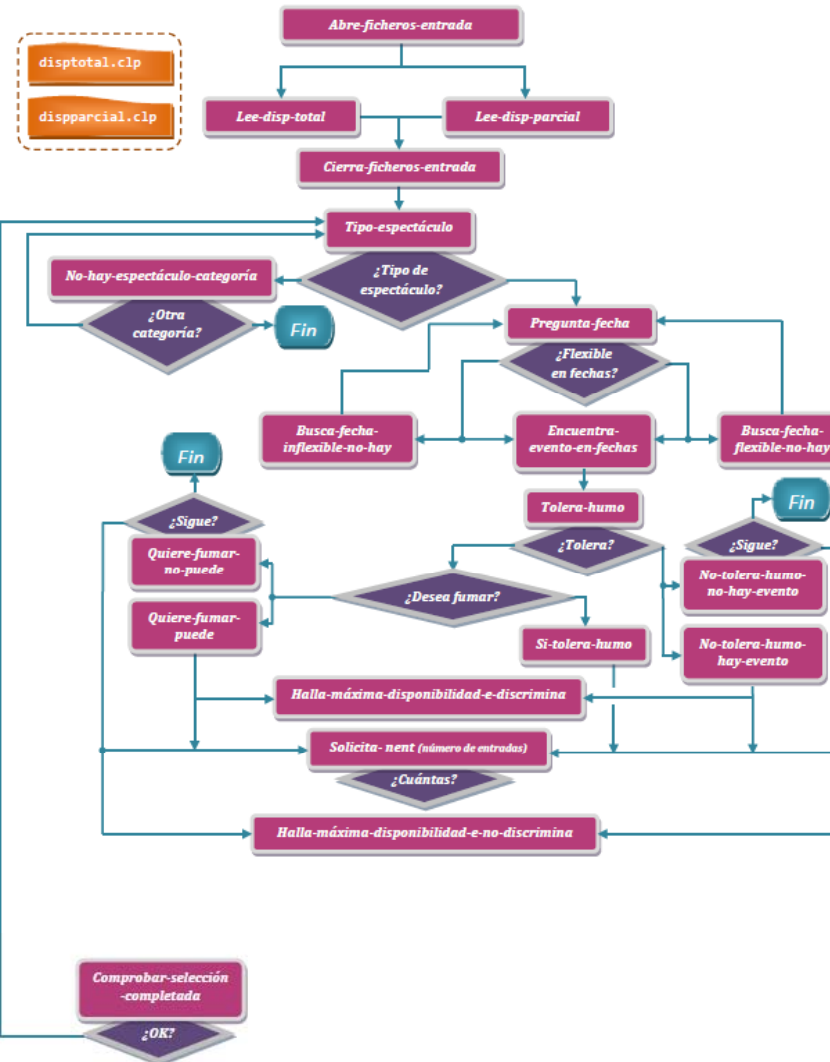 Abre-ficheros-entrada
disptotal.clp
dispparcial.clp
Lee-disp-total
Lee-disp-parcial
Cierra-ficheros-entrada
Tipo-espectáculo
No-hay-espectáculo-categoría
¿Tipo de
espectáculo?
¿Otra
categoría?
Fin
Pregunta-fecha
¿Flexible
en fechas?
Busca-fecha-
inflexible-no-hay
Encuentra-
evento-en-fechas
Busca-fecha-
flexible-no-hay
Fin
Tolera-humo
Fin
¿Sigue?
¿Tolera?
¿Sigue?
Quiere-fumar-
no-puede
¿Desea fumar?
No-tolera-humo-
no-hay-evento
Quiere-fumar-
puede
Si-tolera-humo
No-tolera-humo-
hay-evento
Halla-máxima-disponibilidad-e-discrimina
Solicita- nent (número de entradas)
¿Cuántas?
Halla-máxima-disponibilidad-e-no-discrimina
Comprobar-selección
-completada
¿OK?